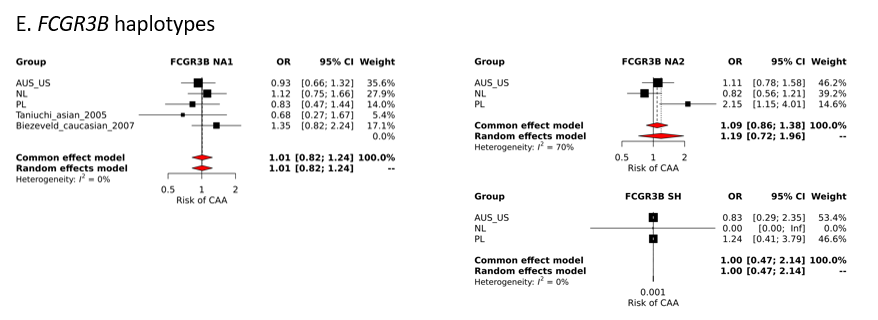 E. FCGR3B haplotypes
Group FCGR3B NA1 OR 95% CI Weight
AUS_US 0.93 [0.66; 1.32] 35.6%
NL 1.12 [0.75; 1.66] 27.9%
PL 0.83 [0.47; 1.44] 14.0%
Taniuchi_asian_2005 0.68 [0.27; 1.67] 5.4%
Biezeveld_caucasian_2007 1.35 [0.82; 2.24] 17.1%
0.0%
Common effect model 1.01 [0.82; 1.24] 100.0%
Random effects model 1.01 [0.82; 1.24] --
Heterogeneity: I² = 0%
0.5 1 2
Risk of CAA
Group FCGR3B NA2 OR 95% CI Weight
AUS_US 1.11 [0.78; 1.58] 46.2%
NL 0.82 [0.56; 1.21] 39.2%
PL 2.15 [1.15; 4.01] 14.6%
Common effect model 1.09 [0.86; 1.38] 100.0%
Random effects model 1.19 [0.72; 1.96] --
Heterogeneity: I² = 70%
0.5 1 2
Risk of CAA
Group FCGR3B SH OR 95% CI Weight
AUS_US 0.83 [0.29; 2.35] 53.4%
NL 0.00 [0.00; Inf] 0.0%
PL 1.24 [0.41; 3.79] 46.6%
Common effect model 1.00 [0.47; 2.14] 100.0%
Random effects model 1.00 [0.47; 2.14] --
Heterogeneity: I² = 0%
0.001
Risk of CAA